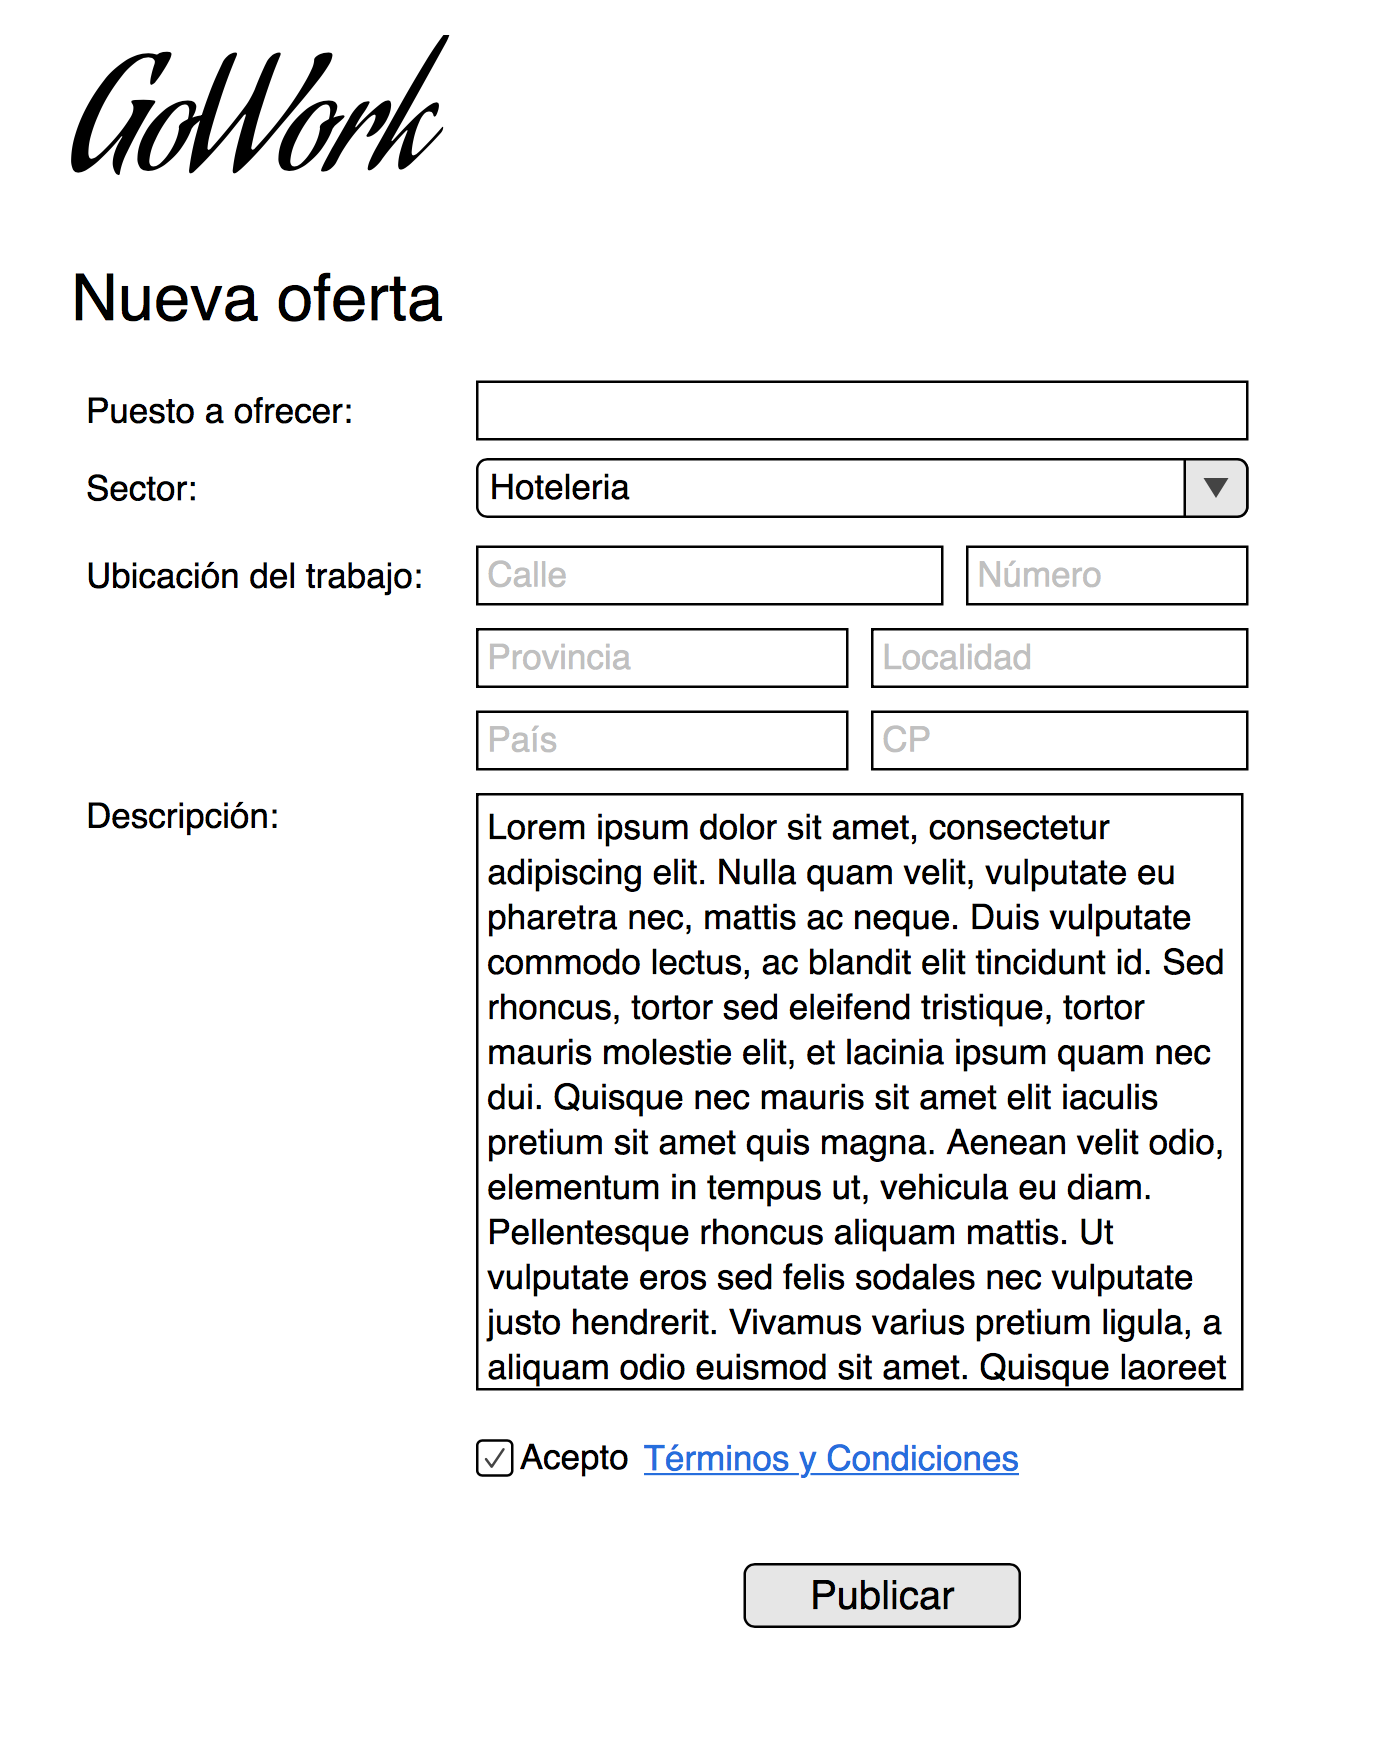 GoWork
Nueva oferta
Puesto a ofrecer:
Sector:
Hoteleria
Ubicación del trabajo:
Calle
Número
Provincia
Localidad
País
CP
Descripción:
Lorem ipsum dolor sit amet, consectetur
adipiscing elit. Nulla quam velit, vulputate eu
pharetra nec, mattis ac neque. Duis vulputate
commodo lectus, ac blandit elit tincidunt id. Sed
rhoncus, tortor sed eleifend tristique, tortor
mauris molestie elit, et lacinia ipsum quam nec
dui. Quisque nec mauris sit amet elit iaculis
pretium sit amet quis magna. Aenean velit odio,
elementum in tempus ut, vehicula eu diam.
Pellentesque rhoncus aliquam mattis. Ut
vulputate eros sed felis sodales nec vulputate
justo hendrerit. Vivamus varius pretium ligula, a
aliquam odio euismod sit amet. Quisque laoreet
Acepto Términos y Condiciones
Publicar